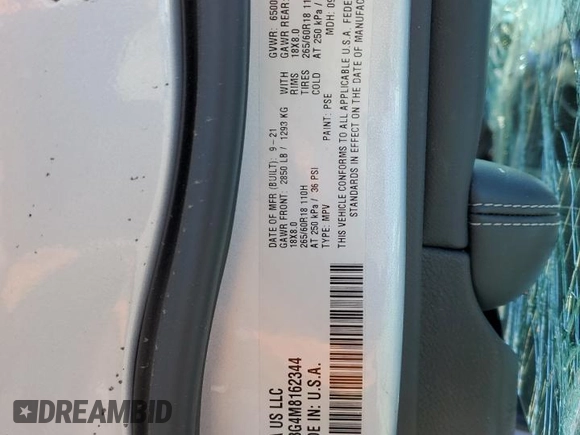 DATE OF MFR (BUILT): 9-21
GVWR: 6500
GAWR FRONT: 2850 LB / 1293 KG
WITH
GAWR REAR:
18X8.0
RIMS
18X8.0
265/60R18 110H
TIRES
265/60R18 110
AT 250 kPa / 36 PSI
COLD
AT 250 kPa /
TYPE: MPV
PAINT: PSE
MDH: 09
THIS VEHICLE CONFORMS TO ALL APPLICABLE U.S.A. FEDE
STANDARDS IN EFFECT ON THE DATE OF MANUFAC
A US LLC
BG4M8162344
DE IN: U.S.A.
DREAMBID